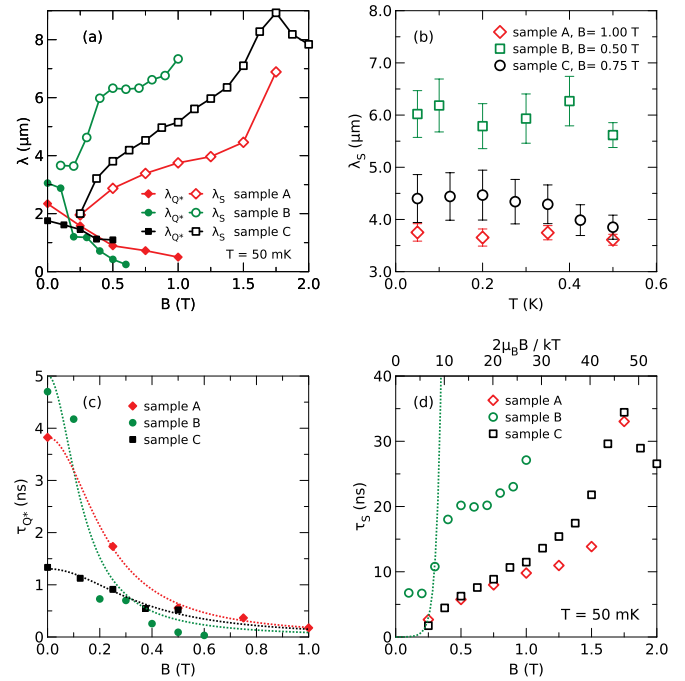 (a)
λ (μm)
0
2
4
6
8
λQ* λS sample A
λQ* λS sample B
λQ* λS sample C
T = 50 mK
0.0 0.5 1.0 1.5 2.0
B (T)
(b)
sample A, B= 1.00 T
sample B, B= 0.50 T
sample C, B= 0.75 T
λS (μm)
8.0
7.0
6.0
5.0
4.0
3.0
0.0 0.2 0.4 0.6
T (K)
(c)
sample A
sample B
sample C
τQ* (ns)
5
4
3
2
1
0
0.0 0.2 0.4 0.6 0.8 1.0
B (T)
2μBB / kT
0 10 20 30 40 50
(d)
sample A
sample B
sample C
τS (ns)
40
30
20
10
0
T = 50 mK
0.0 0.5 1.0 1.5 2.0
B (T)